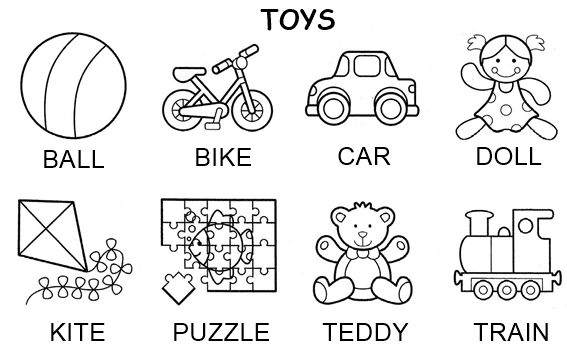 TOYS
BALL BIKE CAR DOLL
KITE PUZZLE TEDDY TRAIN